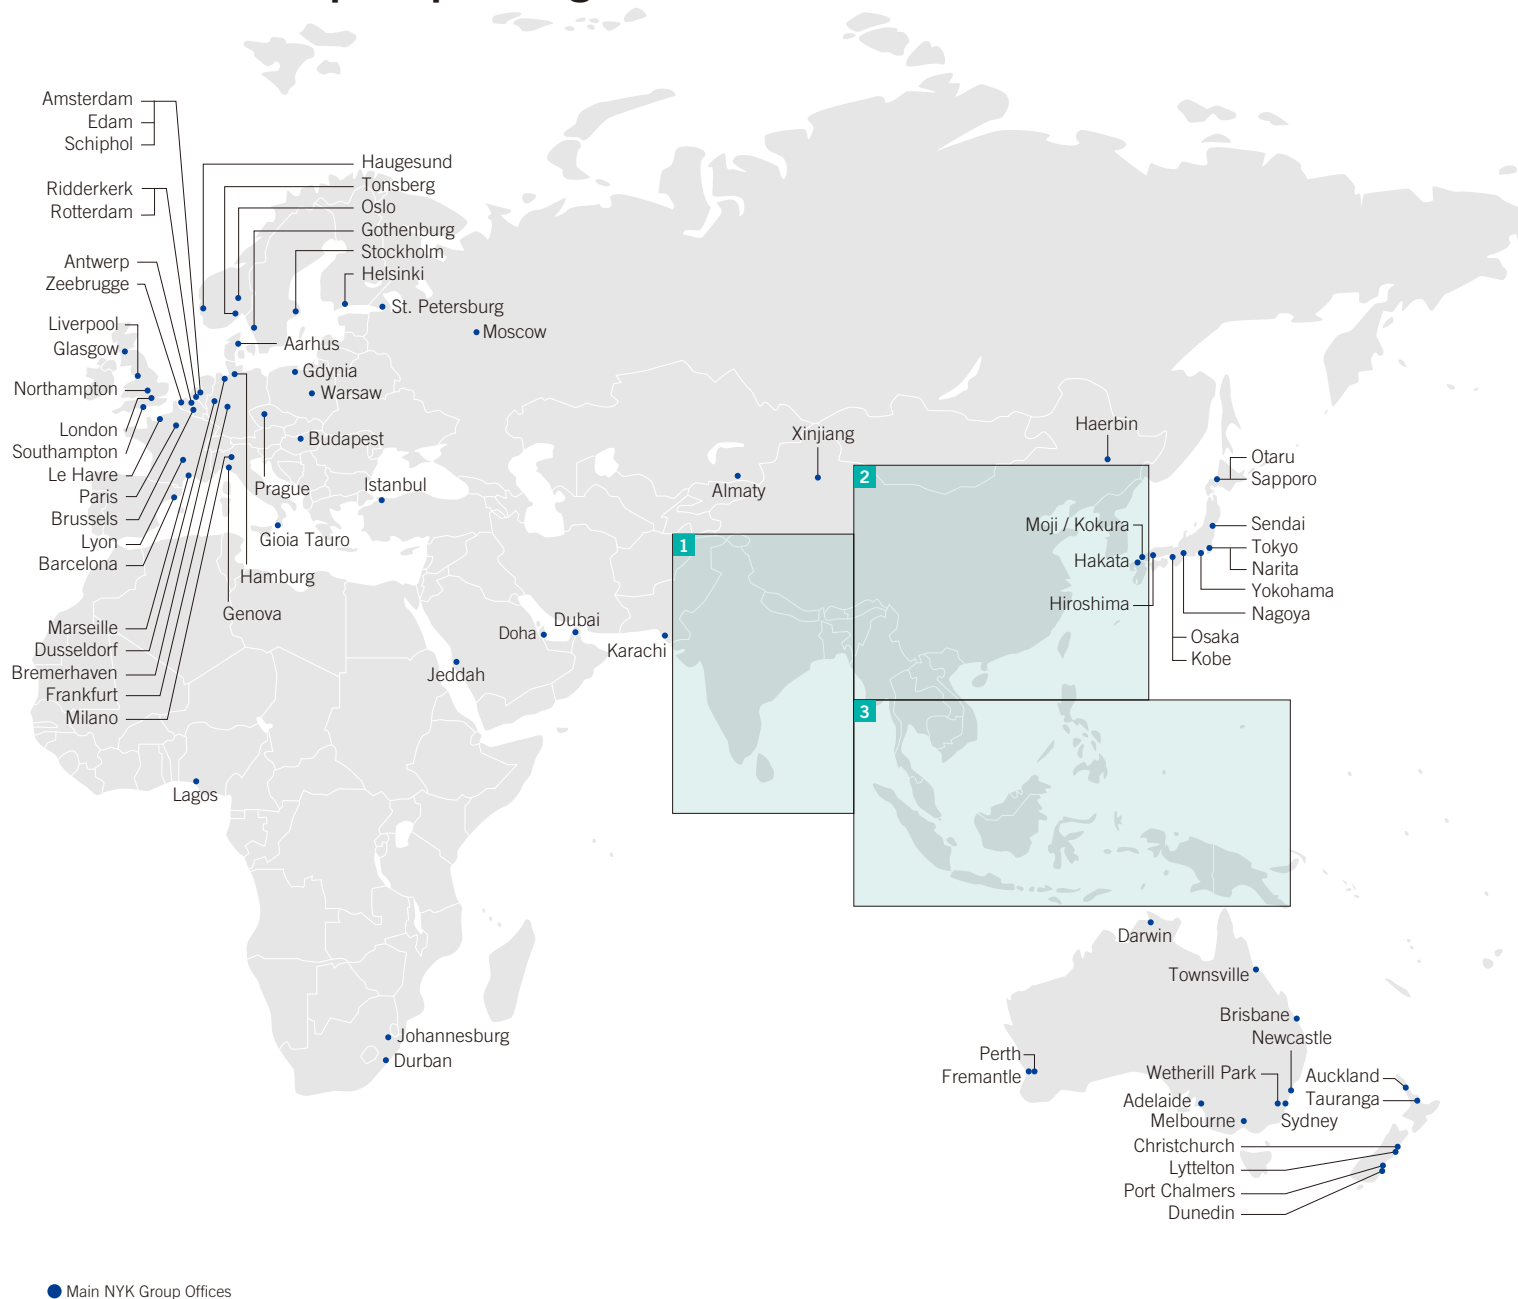 Amsterdam
Edam
Schiphol
Ridderkerk
Rotterdam
Antwerp
Zeebrugge
Liverpool
Glasgow
Northampton
London
Southampton
Le Havre
Paris
Brussels
Lyon
Barcelona
Marseille
Dusseldorf
Bremerhaven
Frankfurt
Milano
Haugesund
Tonsberg
Oslo
Gothenburg
Stockholm
Helsinki
St. Petersburg
Moscow
Aarhus
Gdynia
Warsaw
Budapest
Prague
Istanbul
Gioia Tauro
Hamburg
Genova
Doha
Dubai
Karachi
Jeddah
Lagos
Johannesburg
Durban
Almaty
Xinjiang
Haerbin
1
2
3
Otaru
Sapporo
Moji / Kokura
Hakata
Hiroshima
Sendai
Tokyo
Narita
Yokohama
Nagoya
Osaka
Kobe
Darwin
Townsville
Brisbane
Newcastle
Perth
Fremantle
Wetherill Park
Adelaide
Melbourne
Sydney
Auckland
Tauranga
Christchurch
Lyttelton
Port Chalmers
Dunedin
Main NYK Group Offices